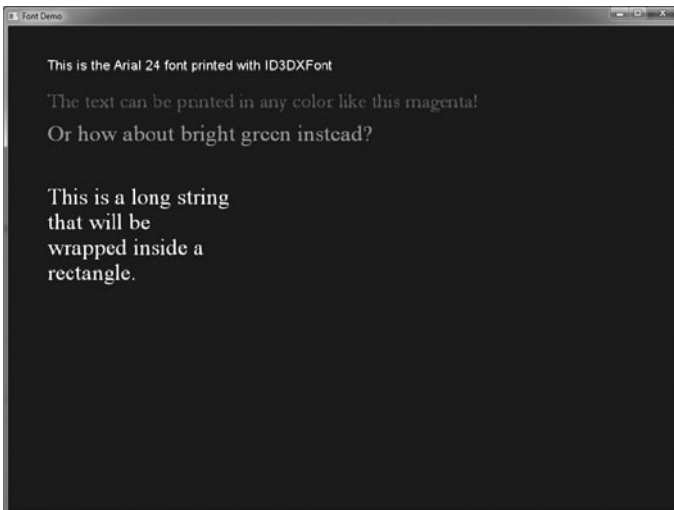 Font Demo
This is the Arial 24 font printed with ID3DXFont
The text can be printed in any color like this magenta!
Or how about bright green instead?
This is a long string
that will be
wrapped inside a
rectangle.